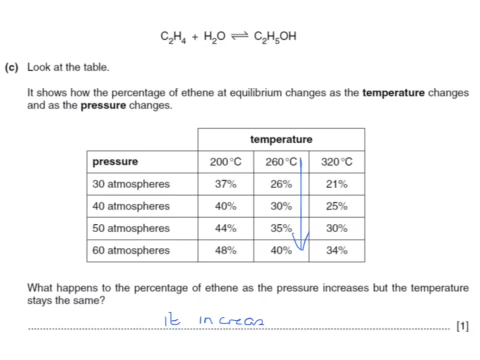 C₂H₄ + H₂O ⇌ C₂H₅OH
(c) Look at the table.
It shows how the percentage of ethene at equilibrium changes as the temperature changes
and as the pressure changes.
temperature
pressure 200 °C 260 °C 320 °C
30 atmospheres 37% 26% 21%
40 atmospheres 40% 30% 25%
50 atmospheres 44% 35% 30%
60 atmospheres 48% 40% 34%
What happens to the percentage of ethene as the pressure increases but the temperature
stays the same?
it increas
[1]